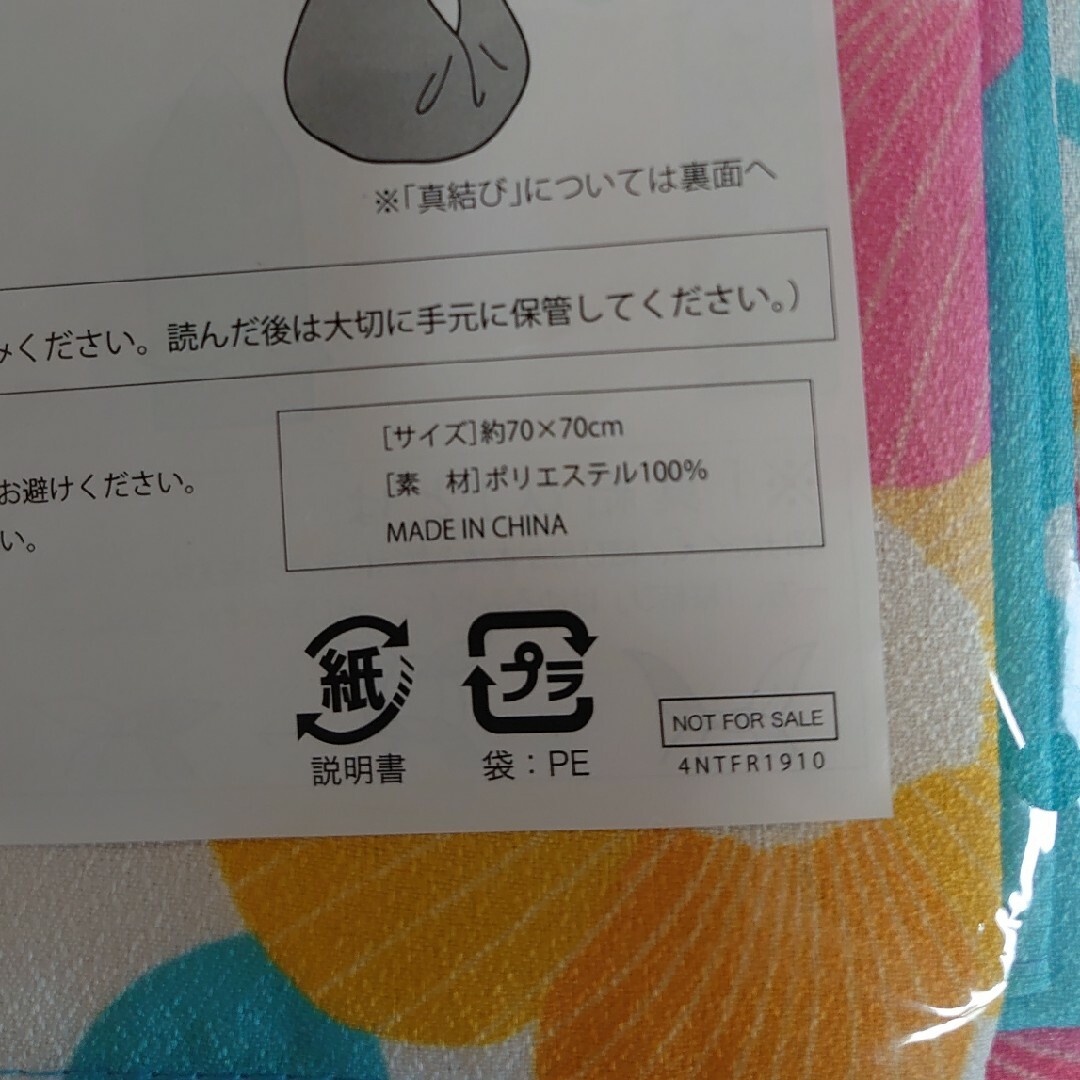 ※「真結び」については裏面へ
みください。読んだ後は大切に手元に保管してください。）
お避けください。
い。
［サイズ］約70×70cm
［素　材］ポリエステル100％
MADE IN CHINA
紙
説明書
プラ
袋：PE
NOT FOR SALE
4NTFR1910